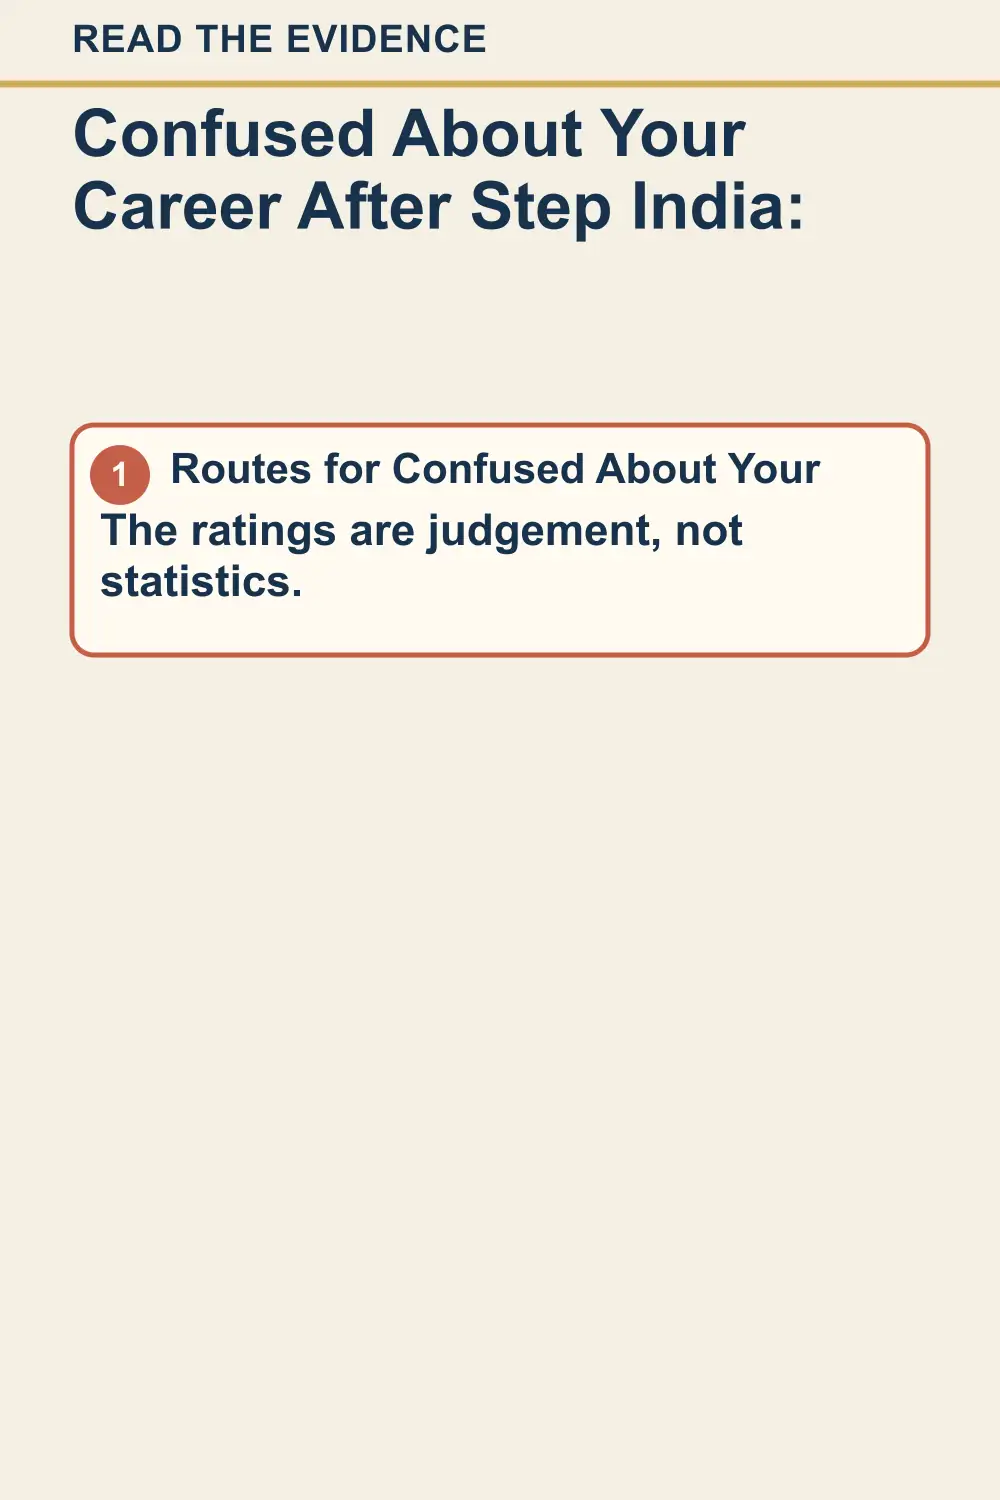 READ THE EVIDENCE
Confused About Your
Career After Step India:
1 Routes for Confused About Your
The ratings are judgement, not
statistics.